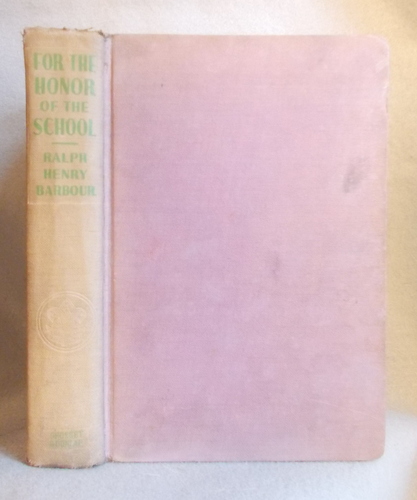 FOR THE
HONOR
OF THE
SCHOOL
RALPH
HENRY
BARBOUR